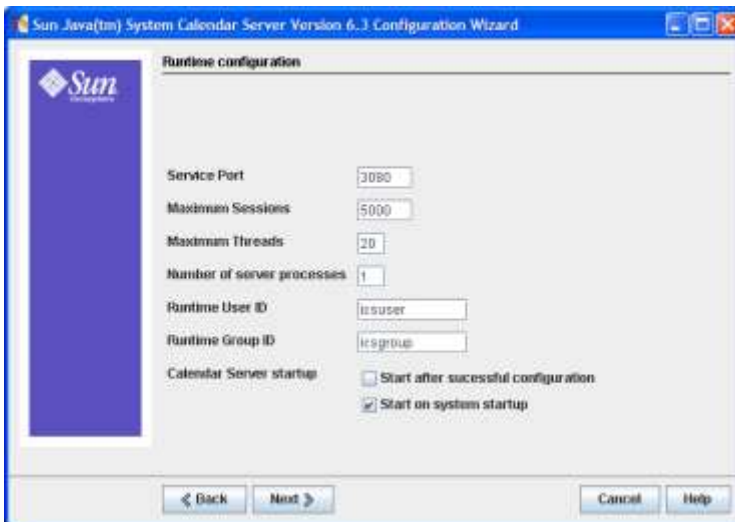 Sun Java(tm) System Calendar Server Version 6.3 Configuration Wizard
Sun
Runtime configuration
Service Port 3080
Maximum Sessions 5000
Maximum Threads 20
Number of server processes 1
Runtime User ID icsuser
Runtime Group ID icsgroup
Calendar Server startup Start after sucessful configuration
Start on system startup
Back Next Cancel Help